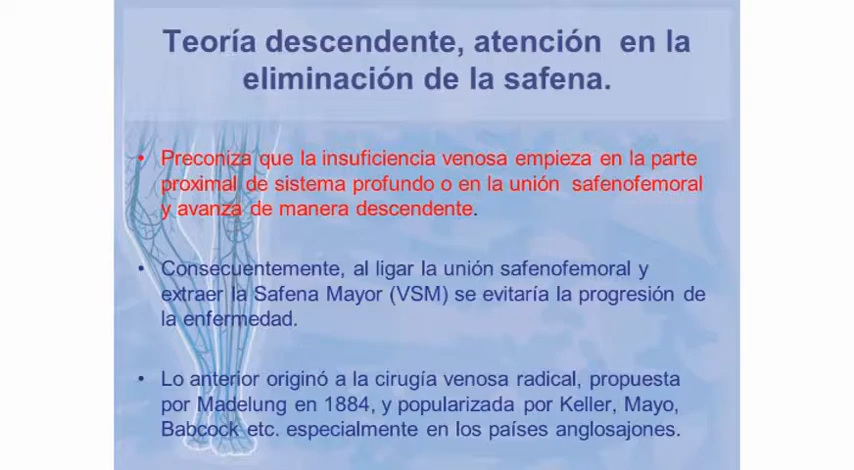 Teoría descendente, atención en la
eliminación de la safena.
• Preconiza que la insuficiencia venosa empieza en la parte
proximal de sistema profundo o en la unión safenofemoral
y avanza de manera descendente.
• Consecuentemente, al ligar la unión safenofemoral y
extraer la Safena Mayor (VSM) se evitaría la progresión de
la enfermedad.
• Lo anterior originó a la cirugía venosa radical, propuesta
por Madelung en 1884, y popularizada por Keller, Mayo,
Babcock etc. especialmente en los países anglosajones.